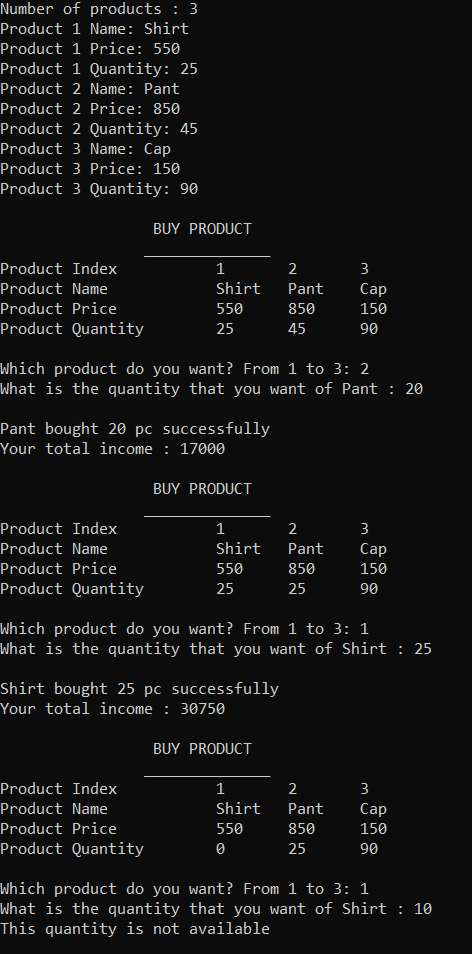 Number of products : 3
Product 1 Name: Shirt
Product 1 Price: 550
Product 1 Quantity: 25
Product 2 Name: Pant
Product 2 Price: 850
Product 2 Quantity: 45
Product 3 Name: Cap
Product 3 Price: 150
Product 3 Quantity: 90
BUY PRODUCT
______________
Product Index 1 2 3
Product Name Shirt Pant Cap
Product Price 550 850 150
Product Quantity 25 45 90
Which product do you want? From 1 to 3: 2
What is the quantity that you want of Pant : 20
Pant bought 20 pc successfully
Your total income : 17000
BUY PRODUCT
______________
Product Index 1 2 3
Product Name Shirt Pant Cap
Product Price 550 850 150
Product Quantity 25 25 90
Which product do you want? From 1 to 3: 1
What is the quantity that you want of Shirt : 25
Shirt bought 25 pc successfully
Your total income : 30750
BUY PRODUCT
______________
Product Index 1 2 3
Product Name Shirt Pant Cap
Product Price 550 850 150
Product Quantity 0 25 90
Which product do you want? From 1 to 3: 1
What is the quantity that you want of Shirt : 10
This quantity is not available